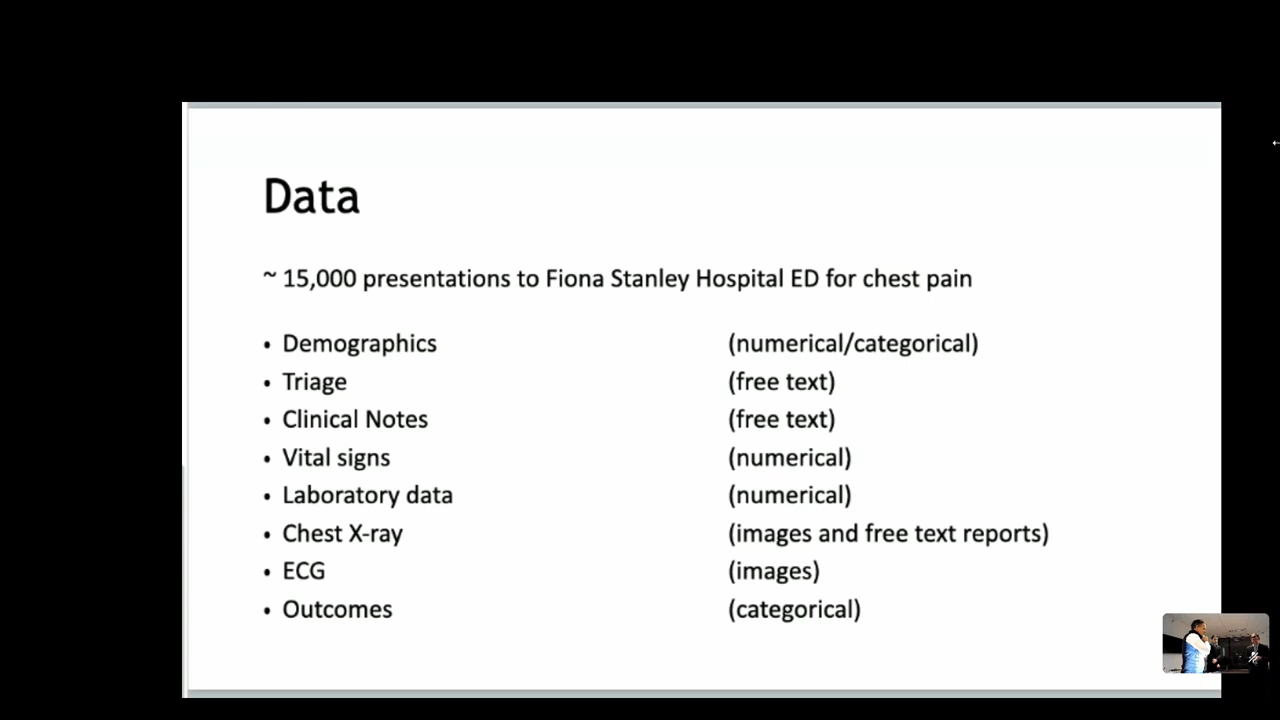 Data
~ 15,000 presentations to Fiona Stanley Hospital ED for chest pain
• Demographics (numerical/categorical)
• Triage (free text)
• Clinical Notes (free text)
• Vital signs (numerical)
• Laboratory data (numerical)
• Chest X-ray (images and free text reports)
• ECG (images)
• Outcomes (categorical)